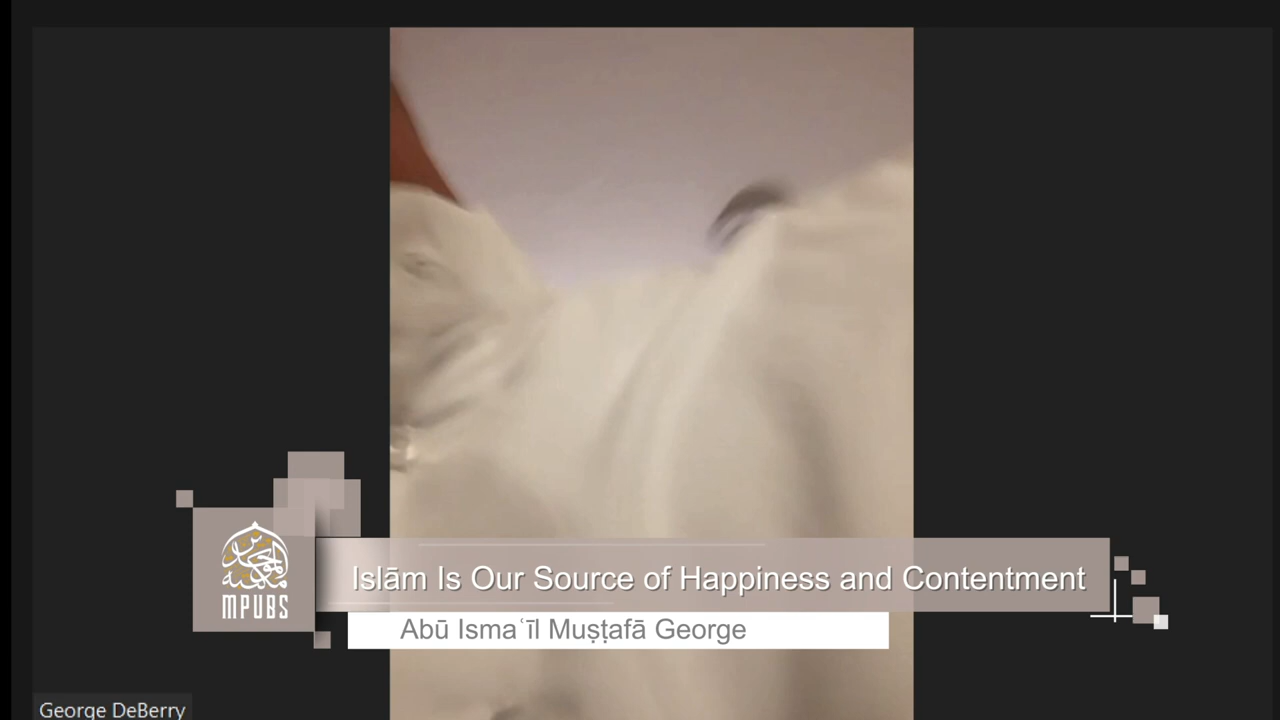 Islām Is Our Source of Happiness and Contentment
Abū Ismaʿīl Muṣṭafā George
MPUBS
George DeBerry